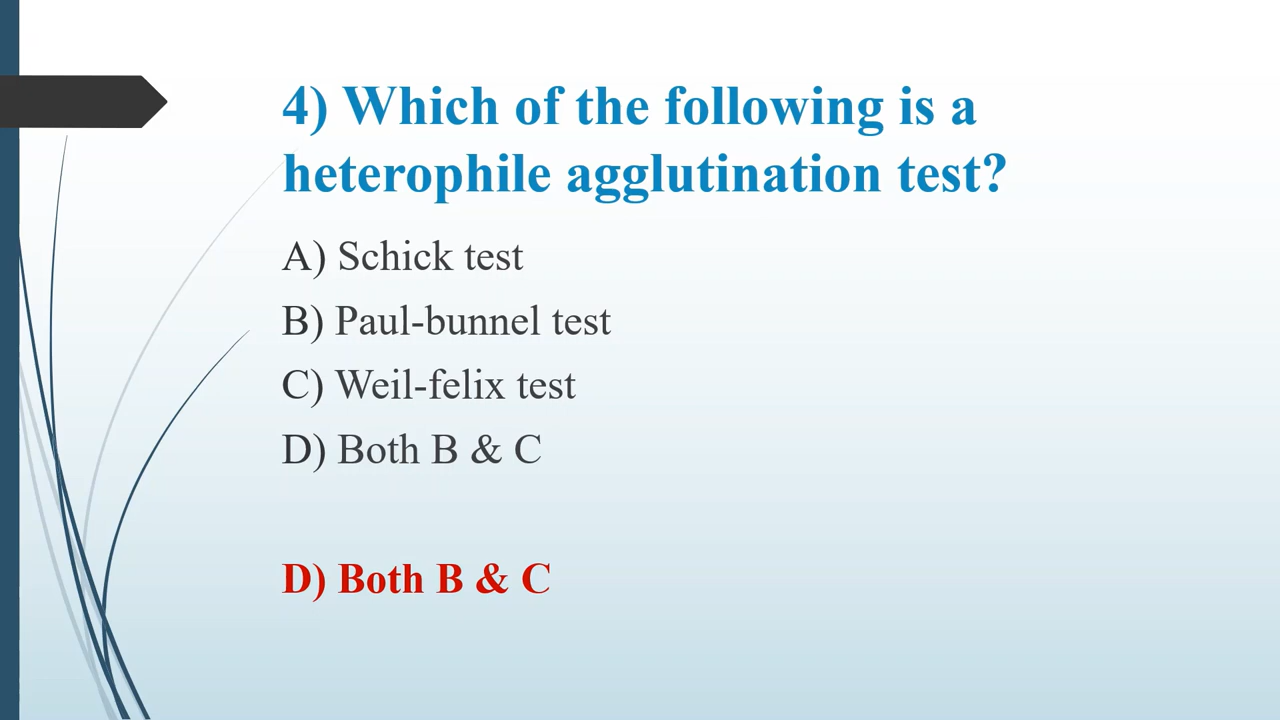 4) Which of the following is a
heterophile agglutination test?
A) Schick test
B) Paul-bunnel test
C) Weil-felix test
D) Both B & C
D) Both B & C